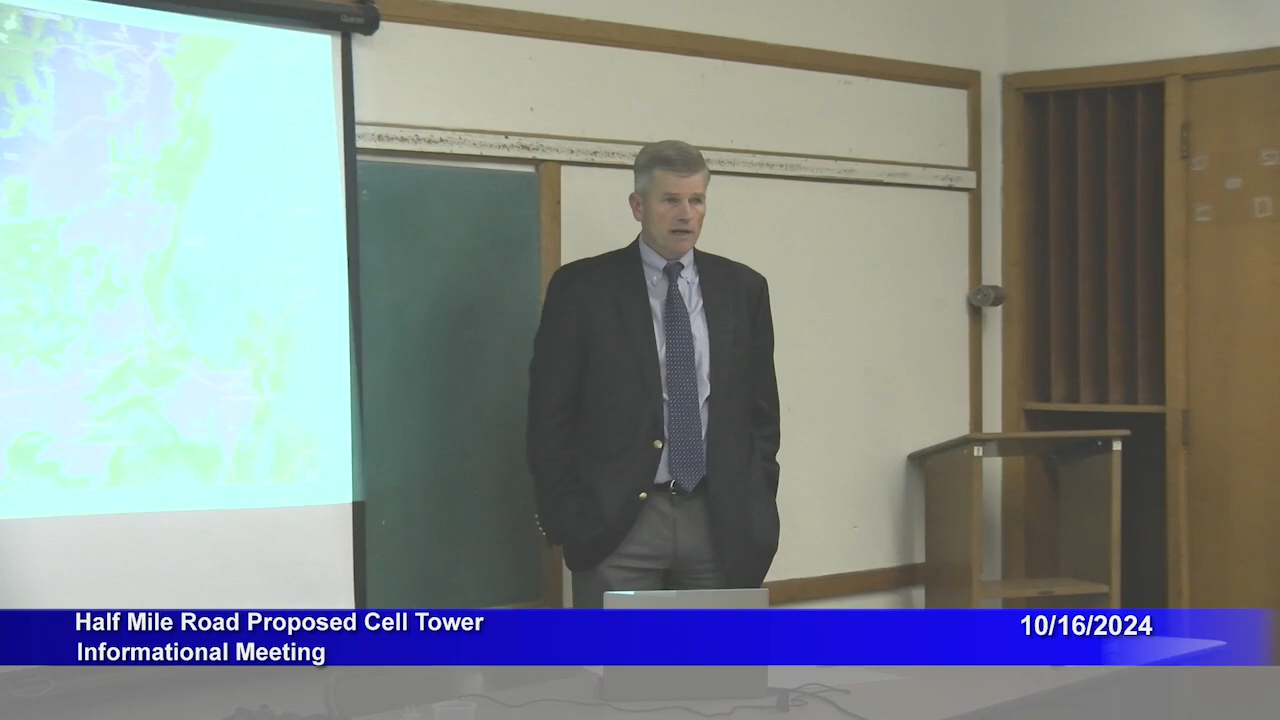 Half Mile Road Proposed Cell Tower
Informational Meeting
10/16/2024